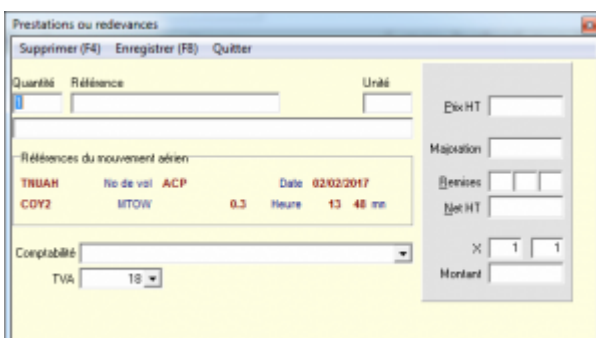 Prestations ou redevances
Supprimer (F4) Enregistrer (F8) Quitter
Quantité Référence Unité
1
Prix HT
Majoration
Références du mouvement aérien
TNUAH No de vol ACP Date 02/02/2017
Remises
COY2 MTOW 0.3 Heure 13 48 mn
Net HT
Comptabilité
X 1 1
TVA 18
Montant